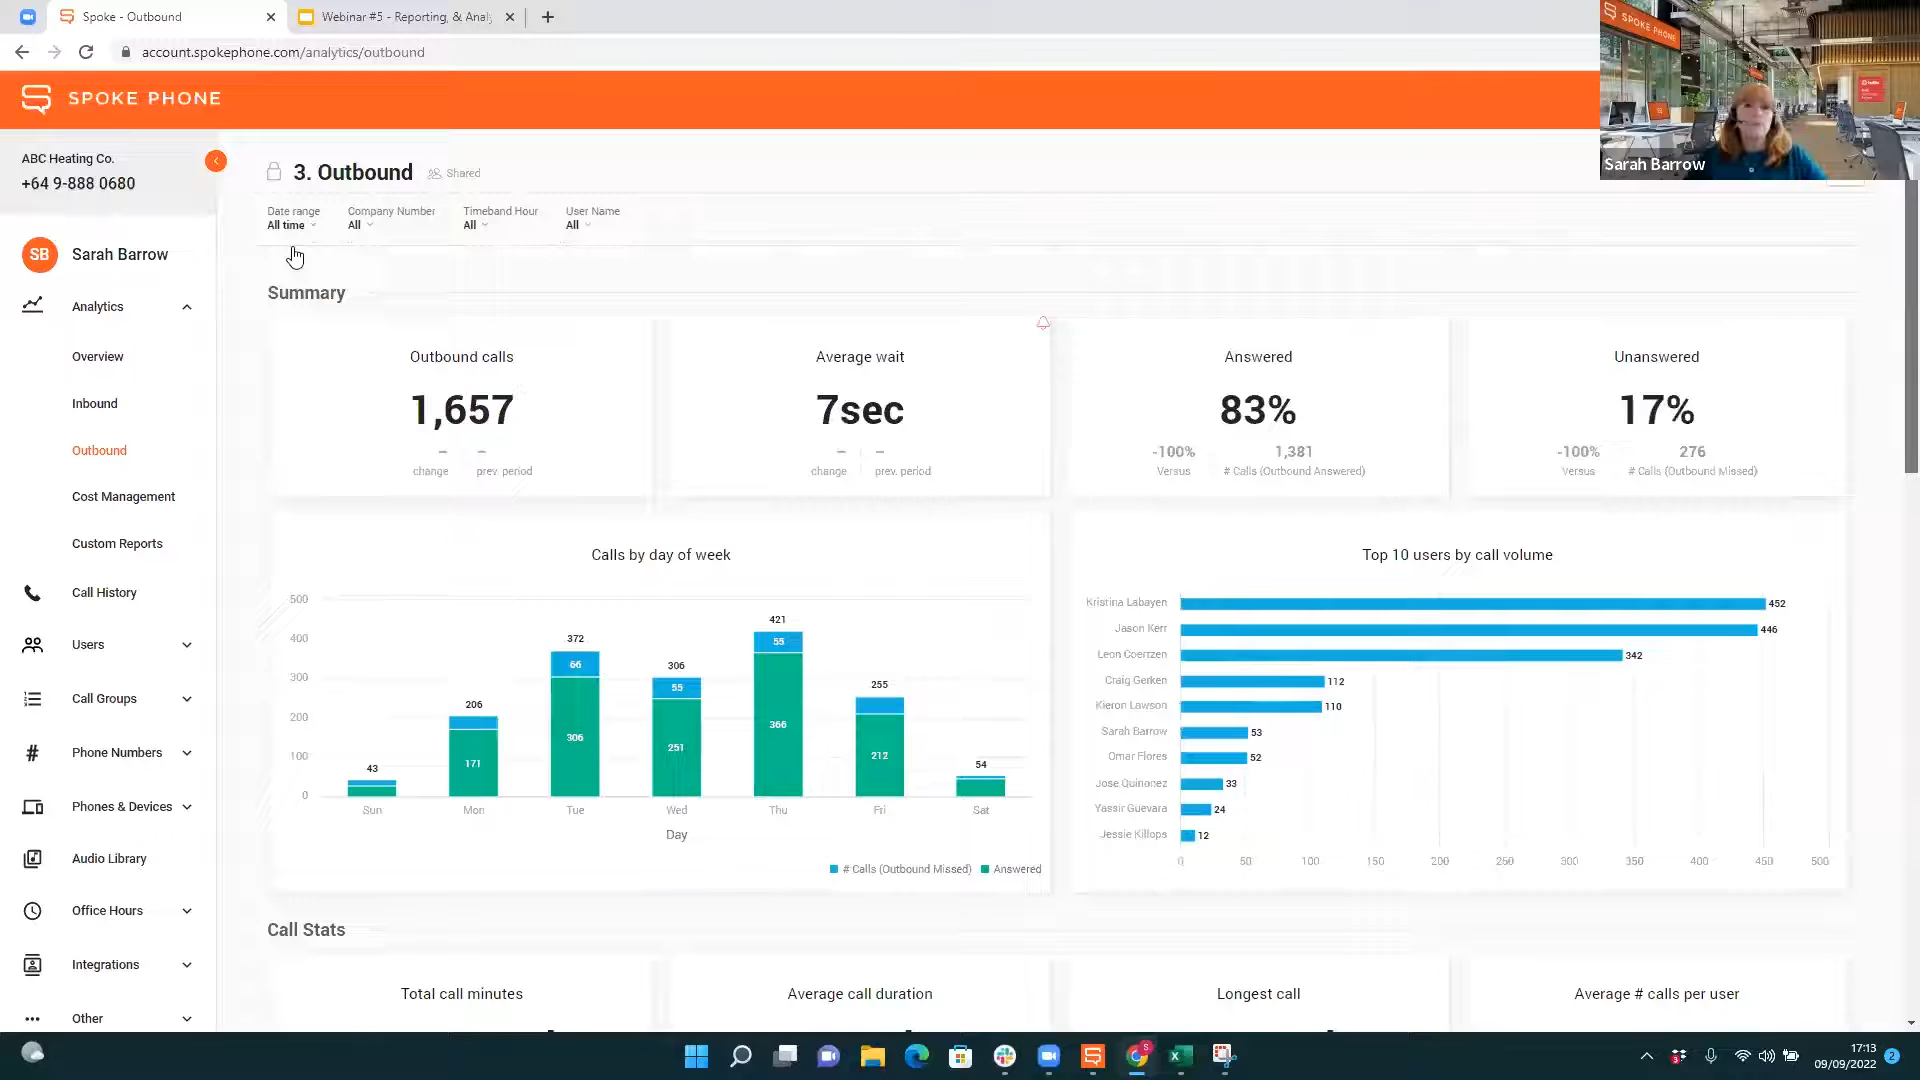 Spoke - Outbound
Webinar #5 - Reporting, & Analy
account.spokephone.com/analytics/outbound
SPOKE PHONE
SPOKE PHONE
Sarah Barrow
ABC Heating Co.
+64 9-888 0680
SB Sarah Barrow
Analytics
Overview
Inbound
Outbound
Cost Management
Custom Reports
Call History
Users
Call Groups
Phone Numbers
Phones & Devices
Audio Library
Office Hours
Integrations
Other
3. Outbound Shared
Date range Company Number Timeband Hour User Name
All time All All All
Summary
Outbound calls
1,657
– –
change prev. period
Average wait
7sec
– –
change prev. period
Answered
83%
-100% 1,381
Versus # Calls (Outbound Answered)
Unanswered
17%
-100% 276
Versus # Calls (Outbound Missed)
Calls by day of week
500
400
300
200
100
0
43
206
171
372
66
306
306
55
251
421
55
366
255
212
54
Sun Mon Tue Wed Thu Fri Sat
Day
# Calls (Outbound Missed) Answered
Top 10 users by call volume
Kristina Labayen 452
Jason Kerr 446
Leon Coertzen 342
Craig Gerken 112
Kieron Lawson 110
Sarah Barrow 53
Omar Flores 52
Jose Quinonez 33
Yassir Guevara 24
Jessie Killops 12
0 50 100 150 200 250 300 350 400 450 500
Call Stats
Total call minutes
Average call duration
Longest call
Average # calls per user
17:13
09/09/2022
2